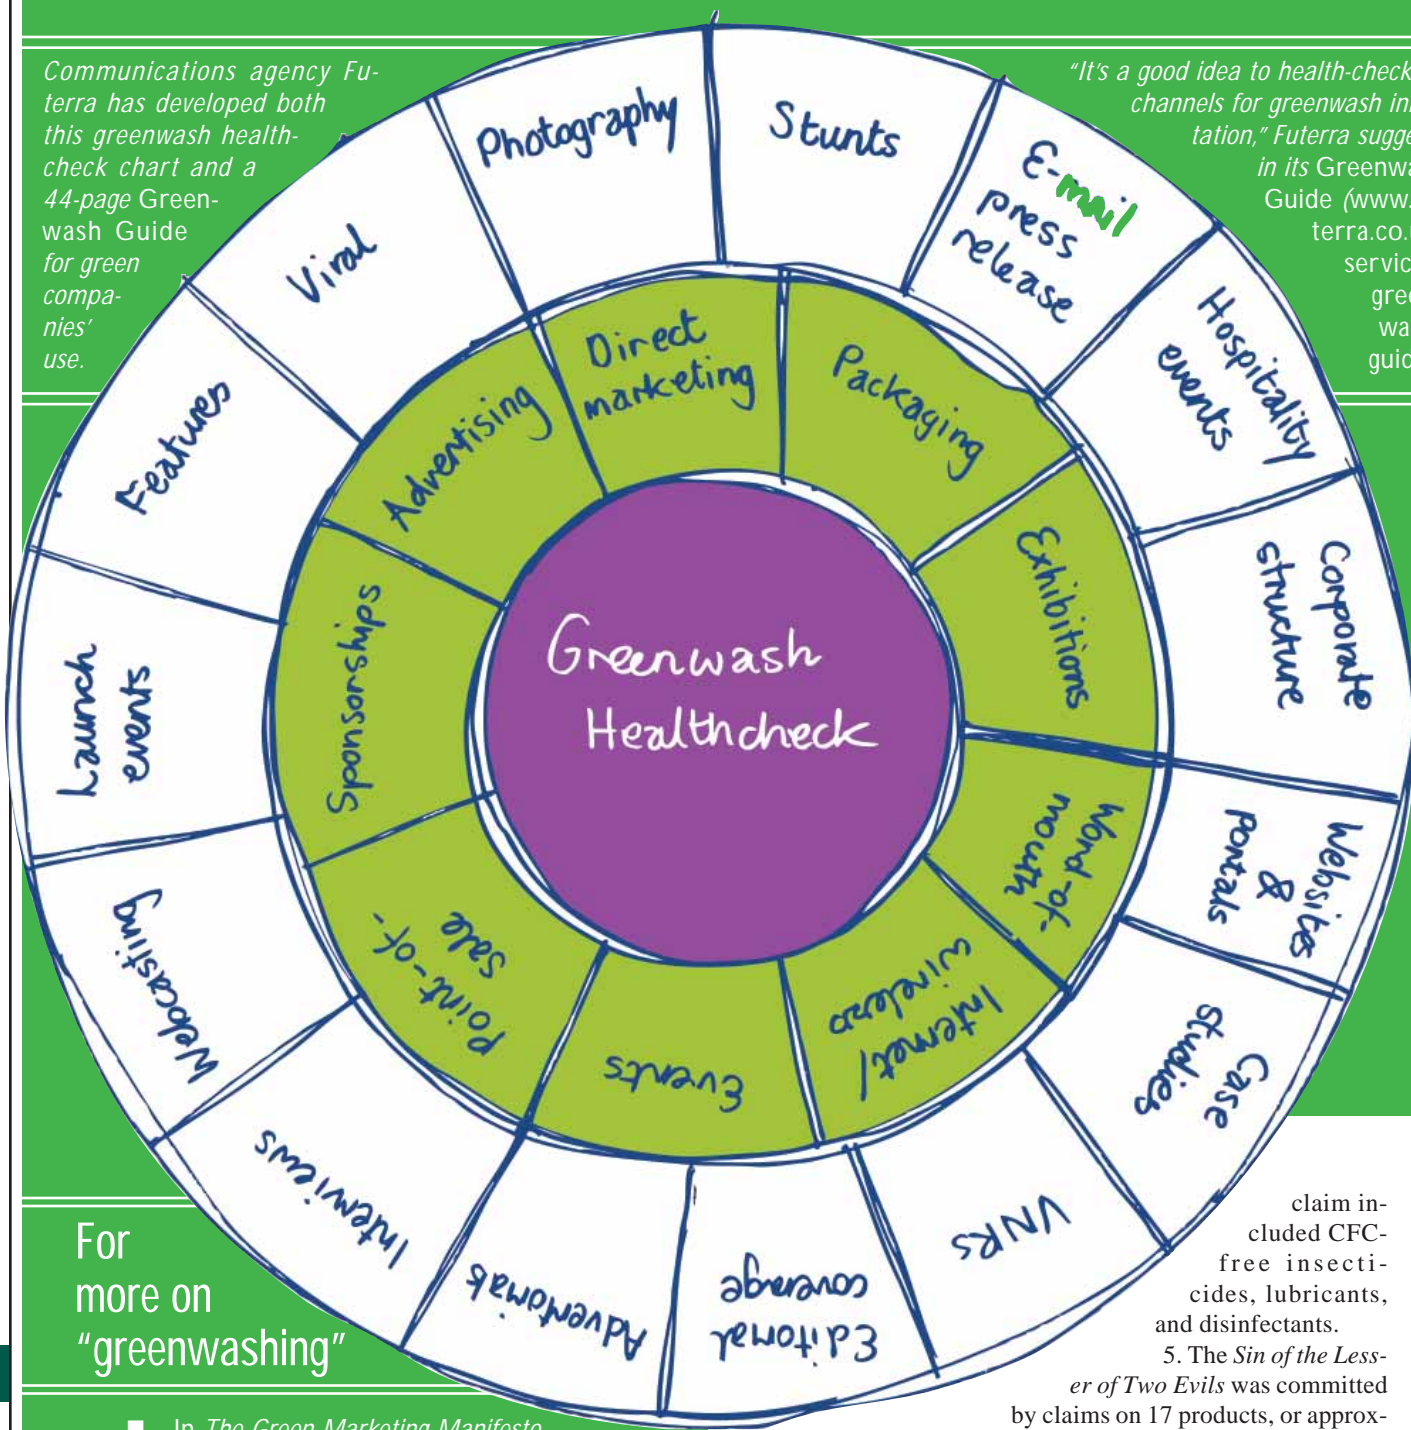 Communications agency Fu-
terra has developed both
this greenwash health-
check chart and a
44-page Green-
wash Guide
for green
compa-
nies'
use.
"It's a good idea to health-check
channels for greenwash in
tation," Futerra sugge
in its Greenwa
Guide (www.
terra.co.
servic
gre
wa
guid
Photography
Stunts
E-mail
press
release
Hospitality
events
Corporate
structure
Websites
&
portals
Case
studies
VNRs
Editorial
coverage
Advertorials
Interviews
Webcasting
Launch
events
Features
Viral
Direct
marketing
Packaging
Exhibitions
Word-of-
mouth
Internet/
wireless
Events
Point-of-
sale
Sponsorships
Advertising
Greenwash
Healthcheck
For
more on
"greenwashing"
■ In The Green Marketing Manifesto
claim in-
cluded CFC-
free insecti-
cides, lubricants,
and disinfectants.
5. The Sin of the Less-
er of Two Evils was committed
by claims on 17 products, or approx-